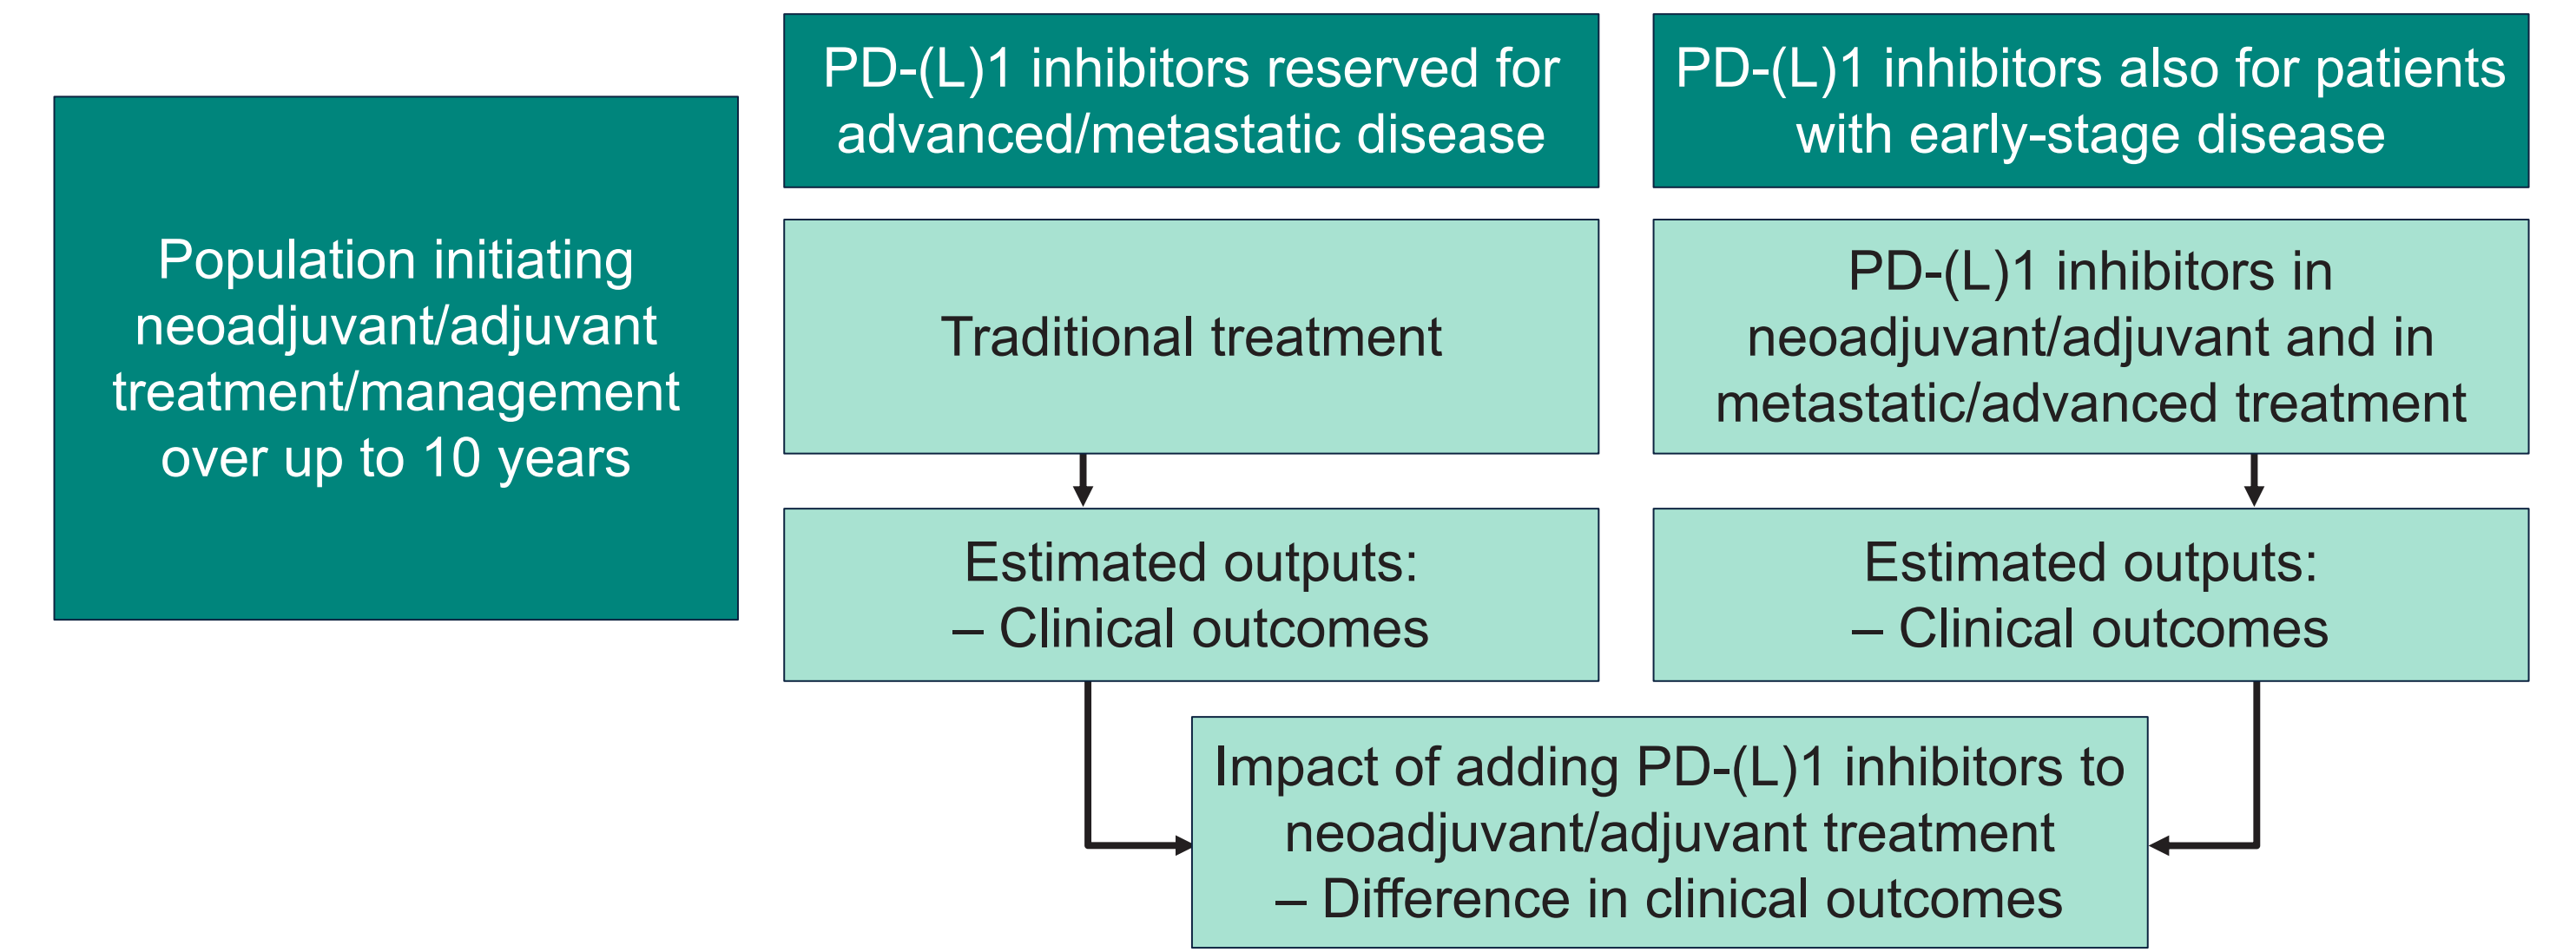 Population initiating
neoadjuvant/adjuvant
treatment/management
over up to 10 years
PD-(L)1 inhibitors reserved for
advanced/metastatic disease
Traditional treatment
Estimated outputs:
– Clinical outcomes
PD-(L)1 inhibitors also for patients
with early-stage disease
PD-(L)1 inhibitors in
neoadjuvant/adjuvant and in
metastatic/advanced treatment
Estimated outputs:
– Clinical outcomes
Impact of adding PD-(L)1 inhibitors to
neoadjuvant/adjuvant treatment
– Difference in clinical outcomes